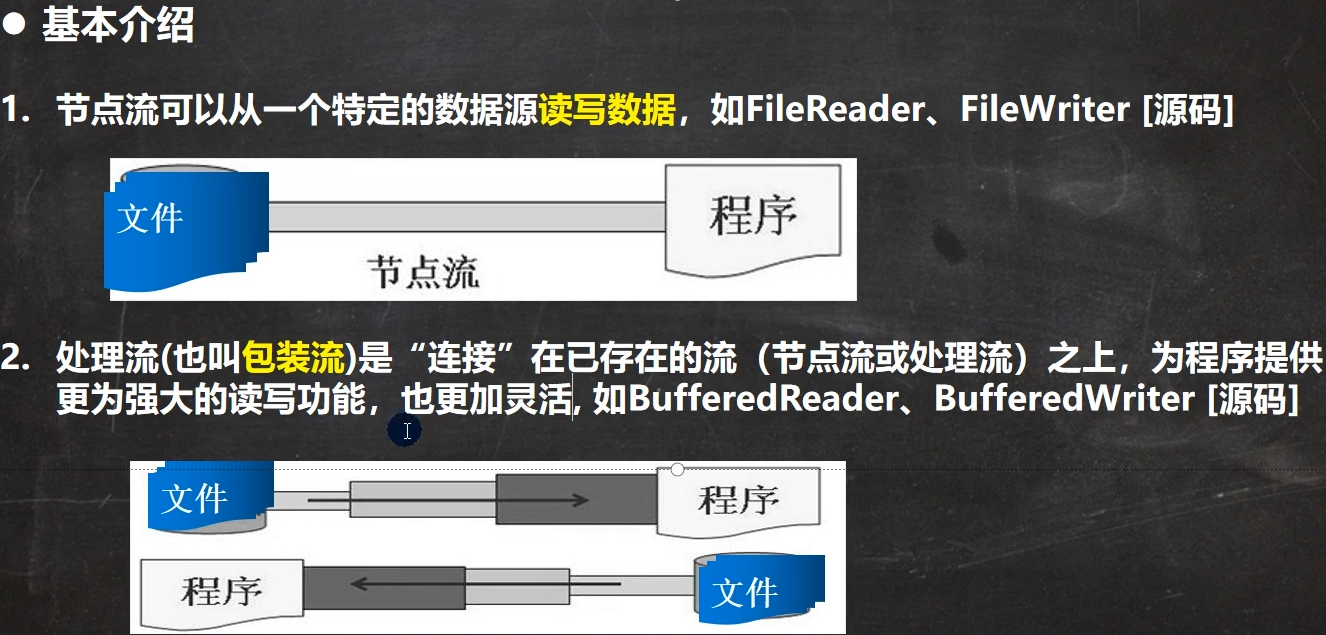 ● 基本介绍
1. 节点流可以从一个特定的数据源读写数据，如FileReader、FileWriter [源码]
文件
程序
节点流
2. 处理流(也叫包装流)是“连接”在已存在的流（节点流或处理流）之上，为程序提供
更为强大的读写功能，也更加灵活, 如BufferedReader、BufferedWriter [源码]
文件
程序
程序
文件